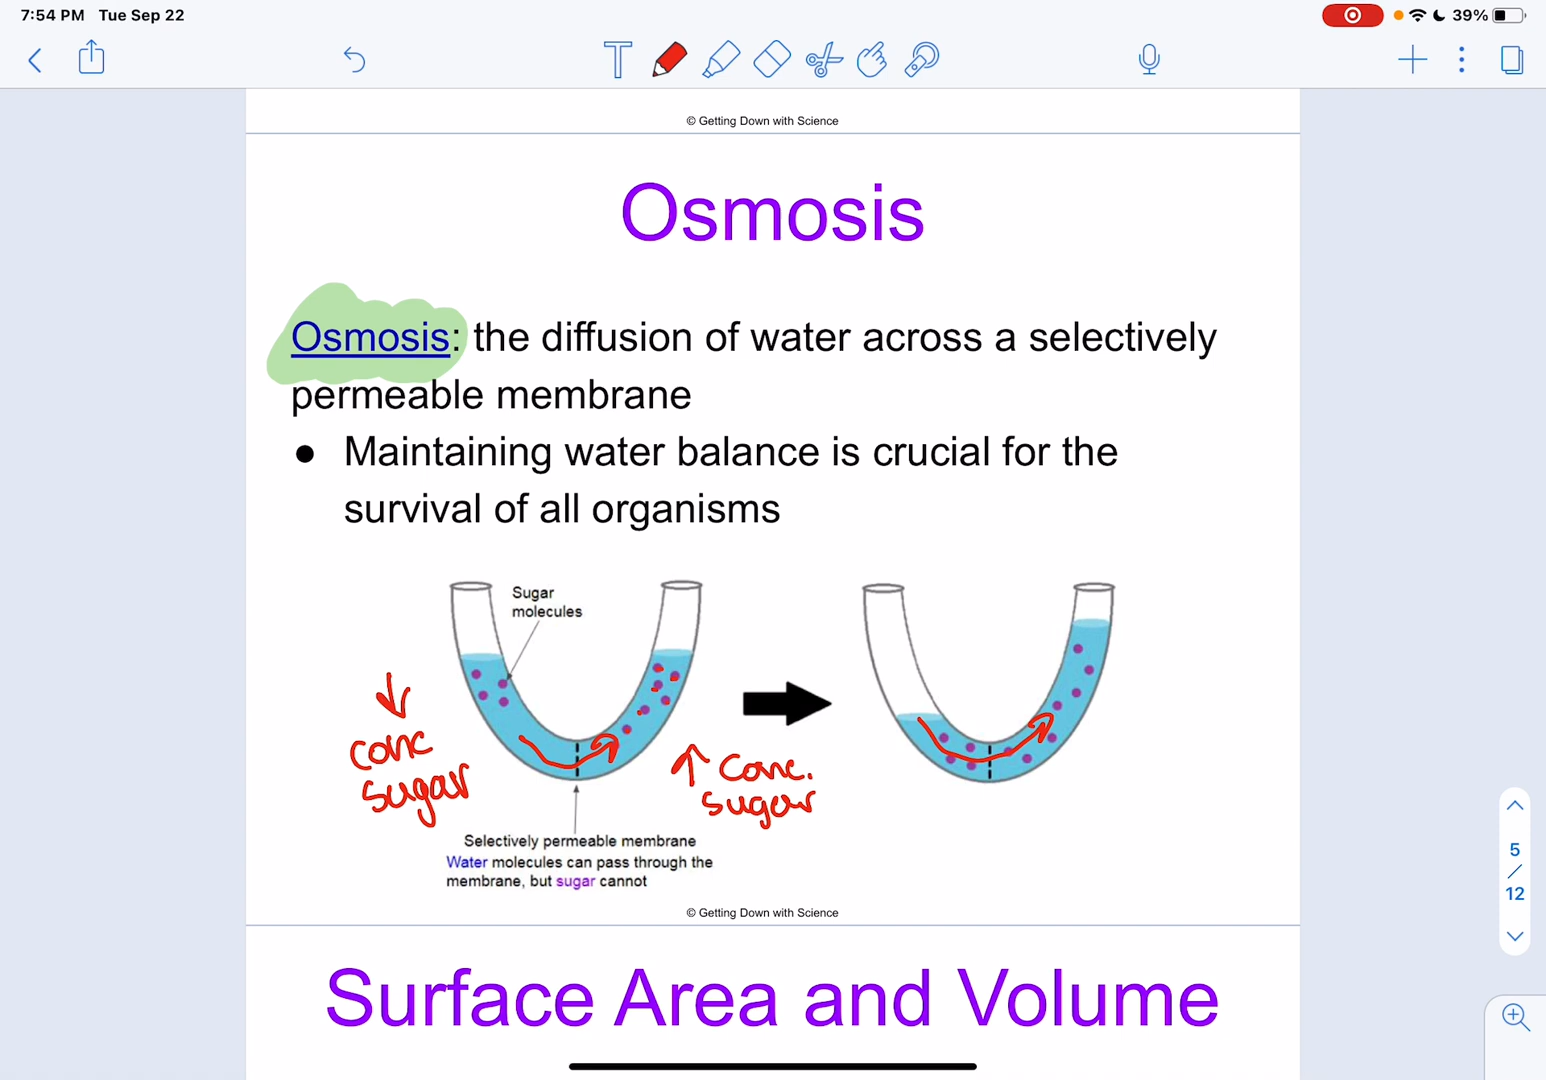 7:54 PM Tue Sep 22
39%
© Getting Down with Science
Osmosis
Osmosis: the diffusion of water across a selectively
permeable membrane
● Maintaining water balance is crucial for the
survival of all organisms
Sugar
molecules
↓
conc
sugar
↑ conc.
sugar
Selectively permeable membrane
Water molecules can pass through the
membrane, but sugar cannot
© Getting Down with Science
5
/
12
Surface Area and Volume